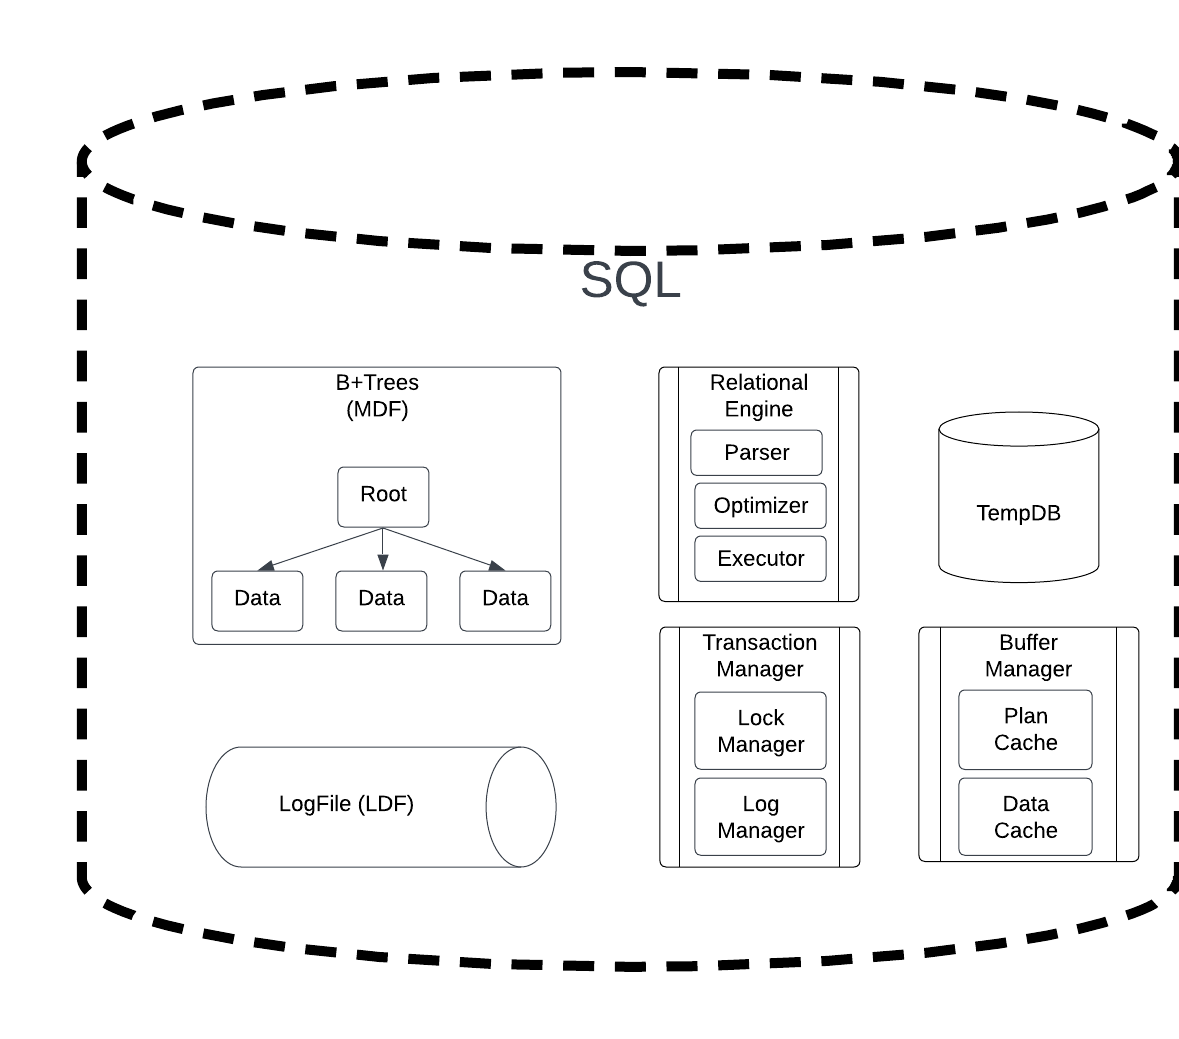 SQL
B+Trees
(MDF)
Root
Data
Data
Data
LogFile (LDF)
Relational
Engine
Parser
Optimizer
Executor
TempDB
Transaction
Manager
Lock
Manager
Log
Manager
Buffer
Manager
Plan
Cache
Data
Cache